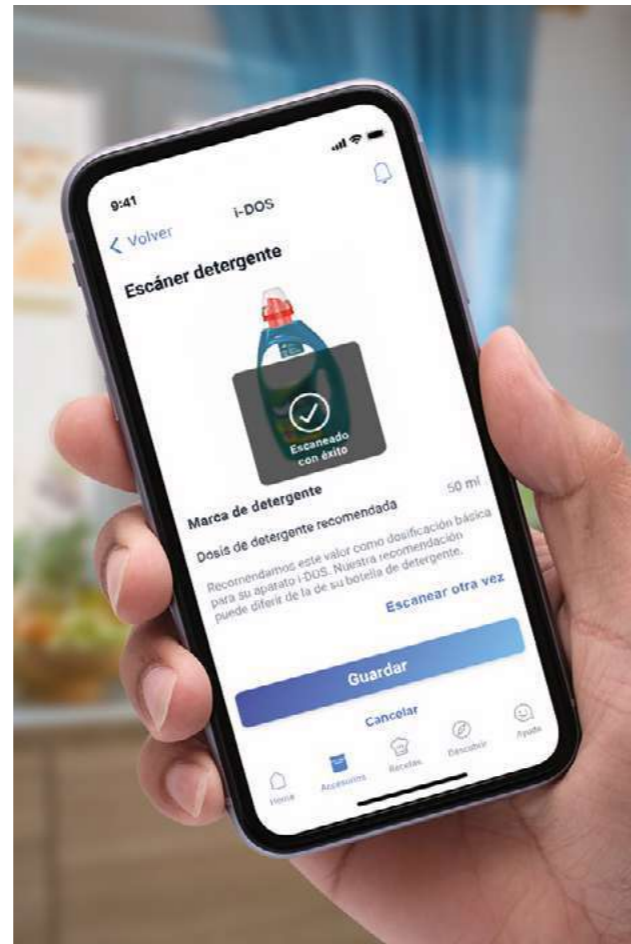 9:41
Volver
i-DOS
Escáner detergente
Escaneado
con éxito
Marca de detergente
Dosis de detergente recomendada 50 ml
Recomendamos este valor como dosificación básica
para su aparato i-DOS. Nuestra recomendación
puede diferir de la de su botella de detergente.
Escanear otra vez
Guardar
Cancelar
Home Accesorios Recetas Descubrir Ayuda